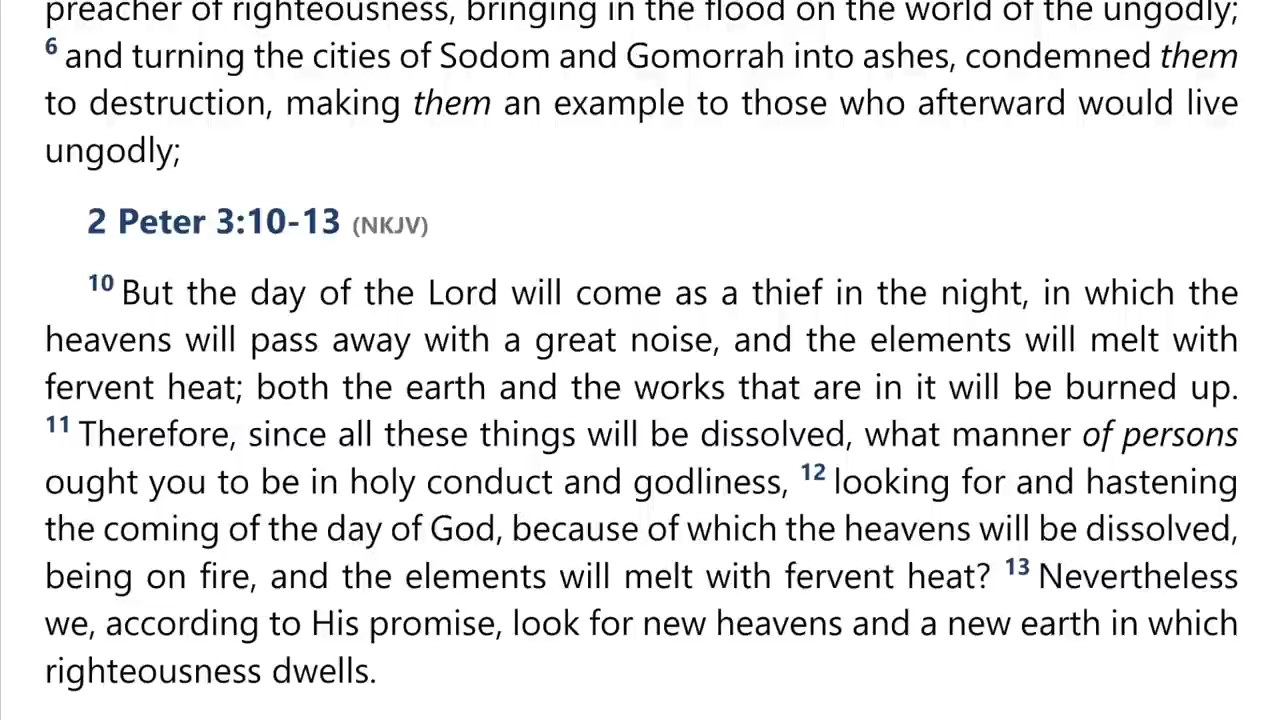 preacher of righteousness, bringing in the flood on the world of the ungodly;
6 and turning the cities of Sodom and Gomorrah into ashes, condemned them
to destruction, making them an example to those who afterward would live
ungodly;
2 Peter 3:10-13 (NKJV)
10 But the day of the Lord will come as a thief in the night, in which the
heavens will pass away with a great noise, and the elements will melt with
fervent heat; both the earth and the works that are in it will be burned up.
11 Therefore, since all these things will be dissolved, what manner of persons
ought you to be in holy conduct and godliness, 12 looking for and hastening
the coming of the day of God, because of which the heavens will be dissolved,
being on fire, and the elements will melt with fervent heat? 13 Nevertheless
we, according to His promise, look for new heavens and a new earth in which
righteousness dwells.